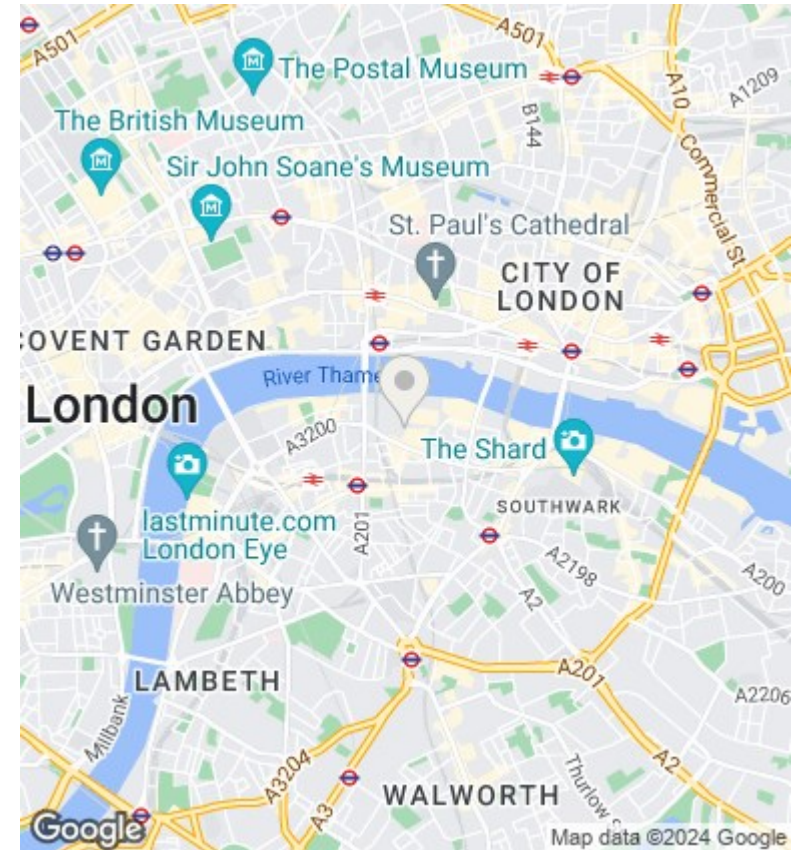 A501
A501
The Postal Museum
A10
A1209
B144
The British Museum
Sir John Soane's Museum
Commercial St
St. Paul's Cathedral
CITY OF
LONDON
COVENT GARDEN
River Thame
London
A3200
The Shard
lastminute.com
London Eye
A201
SOUTHWARK
A2198
A200
Westminster Abbey
A2
LAMBETH
A201
A2206
Millbank
A3204
A3
WALWORTH
A2
Thurlow S
Google
Map data ©2024 Google